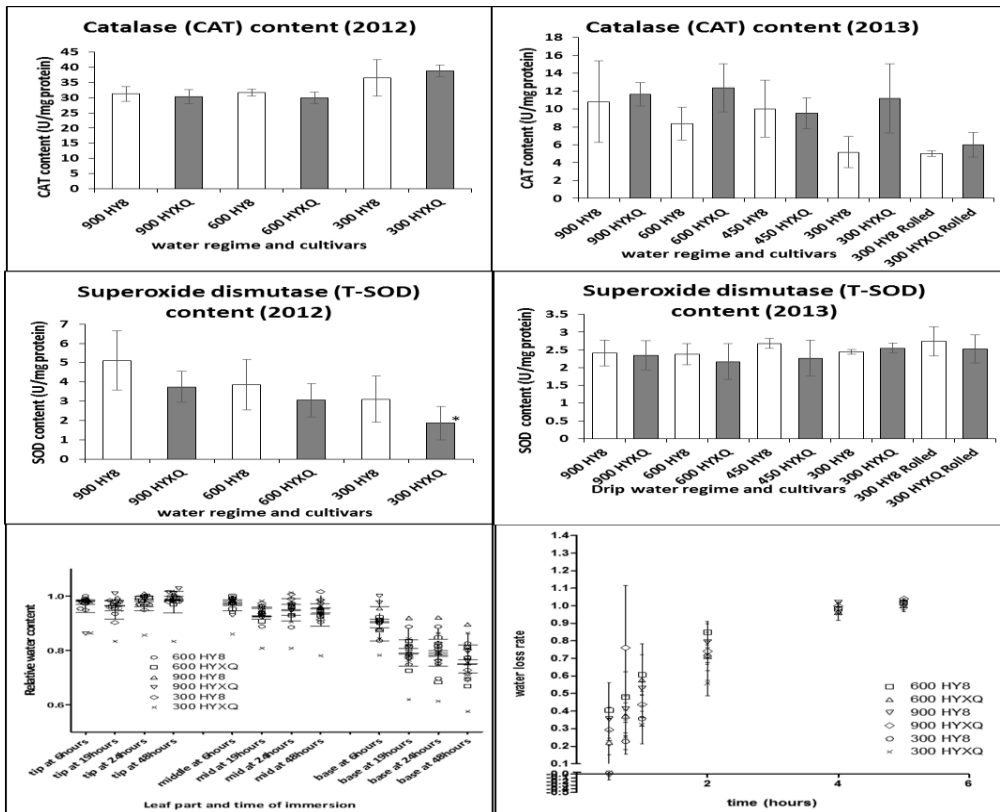 Catalase (CAT) content (2012)
CAT content (U/mg protein)
45
40
35
30
25
20
15
10
5
0
900 HY8
900 HYXQ
600 HY8
600 HYXQ
300 HY8
300 HYXQ
water regime and cultivars
Catalase (CAT) content (2013)
CAT content (U/mg protein)
18
16
14
12
10
8
6
4
2
0
900 HY8
900 HYXQ
600 HY8
600 HYXQ
450 HY8
450 HYXQ
300 HY8
300 HYXQ
300 HY8 Rolled
300 HYXQ Rolled
water regime and cultivars
Superoxide dismutase (T-SOD)
content (2012)
SOD content (U/mg protein)
7
6
5
4
3
2
1
0
*
900 HY8
900 HYXQ
600 HY8
600 HYXQ
300 HY8
300 HYXQ
water regime and cultivars
Superoxide dismutase (T-SOD)
content (2013)
SOD content (U/mg protein)
3.5
3
2.5
2
1.5
1
0.5
0
900 HY8
900 HYXQ
600 HY8
600 HYXQ
450 HY8
450 HYXQ
300 HY8
300 HYXQ
300 HY8 Rolled
300 HYXQ Rolled
Drip water regime and cultivars
Relative water content
1.0
0.8
0.6
600 HY8
600 HYXQ
900 HY8
900 HYXQ
300 HY8
300 HYXQ
tip at 6hours
tip at 19hours
tip at 24hours
tip at 48hours
middle at 6hours
mid at 19hours
mid at 24hours
mid at 48hours
base at 6hours
base at 19hours
base at 24hours
base at 48hours
Leaf part and time of immersion
water loss rate
1.4
1.3
1.2
1.1
1.0
0.9
0.8
0.7
0.6
0.5
0.4
0.3
0.2
0.1
600 HY8
600 HYXQ
900 HY8
900 HYXQ
300 HY8
300 HYXQ
2
4
6
time (hours)